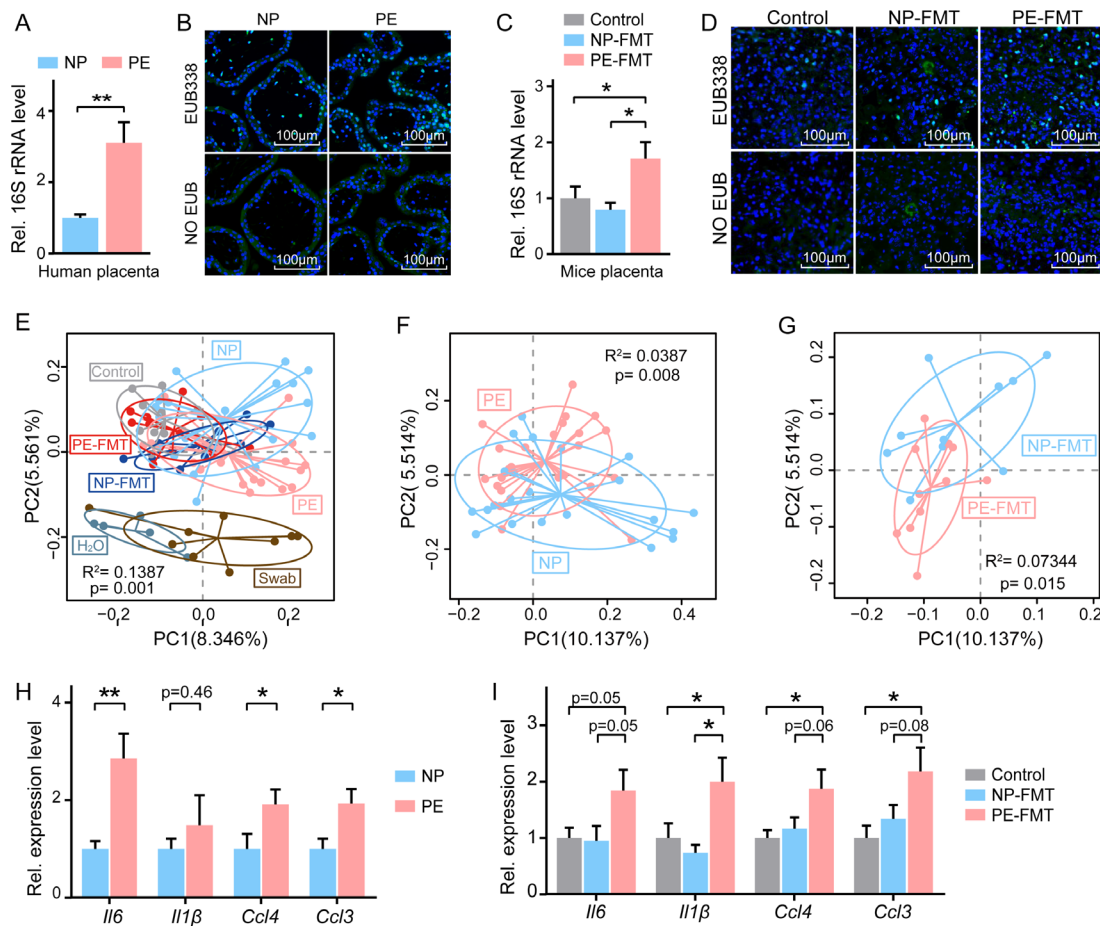 A
NP PE
**
Rel. 16S rRNA level
4
2
0
Human placenta
B
NP PE
EUB338
NO EUB
100μm 100μm
100μm 100μm
C
Control
NP-FMT
PE-FMT
*
*
Rel. 16S rRNA level
3
2
1
0
Mice placenta
D
Control NP-FMT PE-FMT
EUB338
NO EUB
100μm 100μm 100μm
100μm 100μm 100μm
E
NP
Control
PE-FMT
NP-FMT
PE
H₂O
Swab
R²= 0.1387
p= 0.001
PC2(5.561%)
0.2
0.0
−0.2
−0.2 0.0 0.2
PC1(8.346%)
F
R²= 0.0387
p= 0.008
PE
NP
PC2( 5.514%)
0.2
0.0
−0.2
−0.2 0.0 0.2 0.4
PC1(10.137%)
G
NP-FMT
PE-FMT
R²= 0.07344
p= 0.015
PC2( 5.514%)
0.2
0.1
0.0
−0.1
−0.2
−0.2 −0.1 0.0 0.1 0.2
PC1(10.137%)
H
** p=0.46 * *
Rel. expression level
4
2
0
Il6 Il1β Ccl4 Ccl3
NP
PE
I
p=0.05 * * *
p=0.05 * p=0.06 p=0.08
Rel. expression level
3
2
1
0
Il6 Il1β Ccl4 Ccl3
Control
NP-FMT
PE-FMT